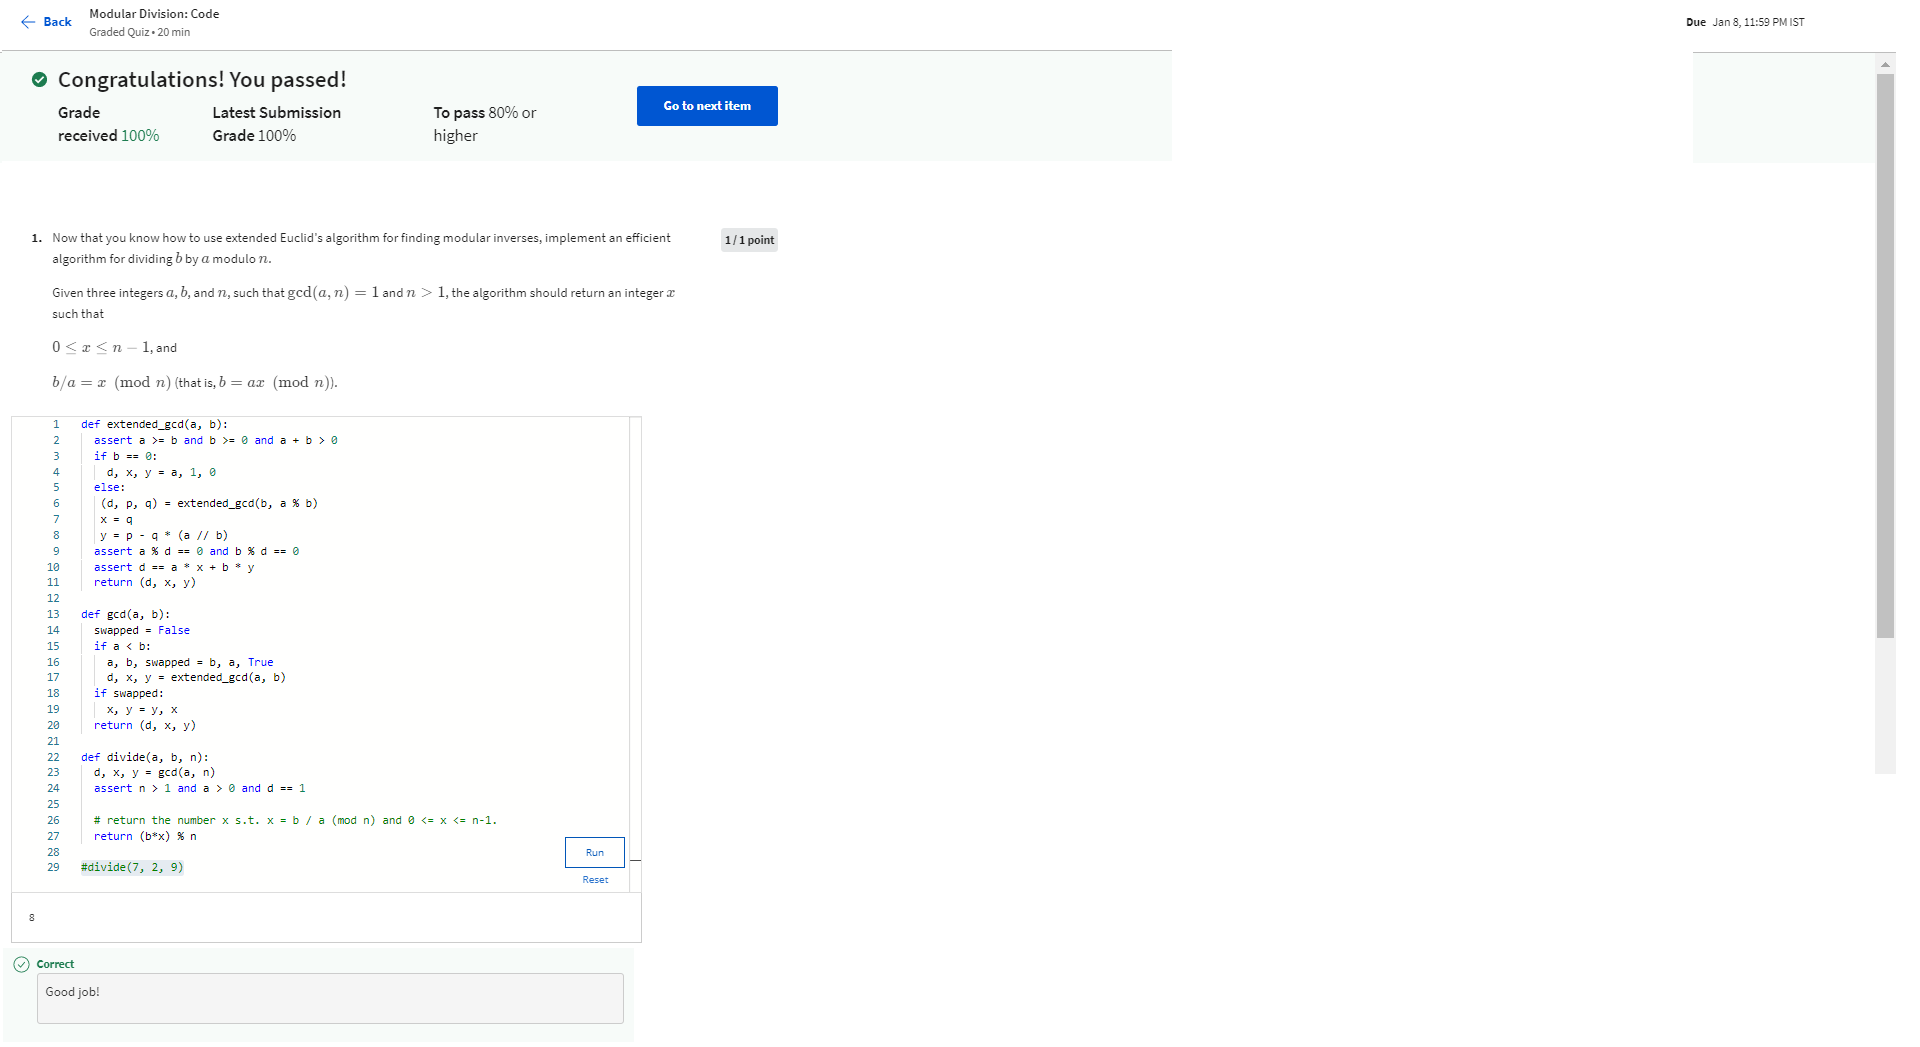 Back
Modular Division: Code
Graded Quiz • 20 min
Due Jan 8, 11:59 PM IST
Congratulations! You passed!
Grade received 100%
Latest Submission Grade 100%
To pass 80% or higher
Go to next item
1. Now that you know how to use extended Euclid's algorithm for finding modular inverses, implement an efficient
algorithm for dividing b by a modulo n.
1 / 1 point
Given three integers a, b, and n, such that gcd(a, n) = 1 and n > 1, the algorithm should return an integer x
such that
0 ≤ x ≤ n − 1, and
b/a = x (mod n) (that is, b = ax (mod n)).
1 def extended_gcd(a, b):
2 assert a >= b and b >= 0 and a + b > 0
3 if b == 0:
4 d, x, y = a, 1, 0
5 else:
6 (d, p, q) = extended_gcd(b, a % b)
7 x = q
8 y = p - q * (a // b)
9 assert a % d == 0 and b % d == 0
10 assert d == a * x + b * y
11 return (d, x, y)
12
13 def gcd(a, b):
14 swapped = False
15 if a < b:
16 a, b, swapped = b, a, True
17 d, x, y = extended_gcd(a, b)
18 if swapped:
19 x, y = y, x
20 return (d, x, y)
21
22 def divide(a, b, n):
23 d, x, y = gcd(a, n)
24 assert n > 1 and a > 0 and d == 1
25
26 # return the number x s.t. x = b / a (mod n) and 0 <= x <= n-1.
27 return (b*x) % n
28
29 #divide(7, 2, 9)
Run
Reset
8
Correct
Good job!